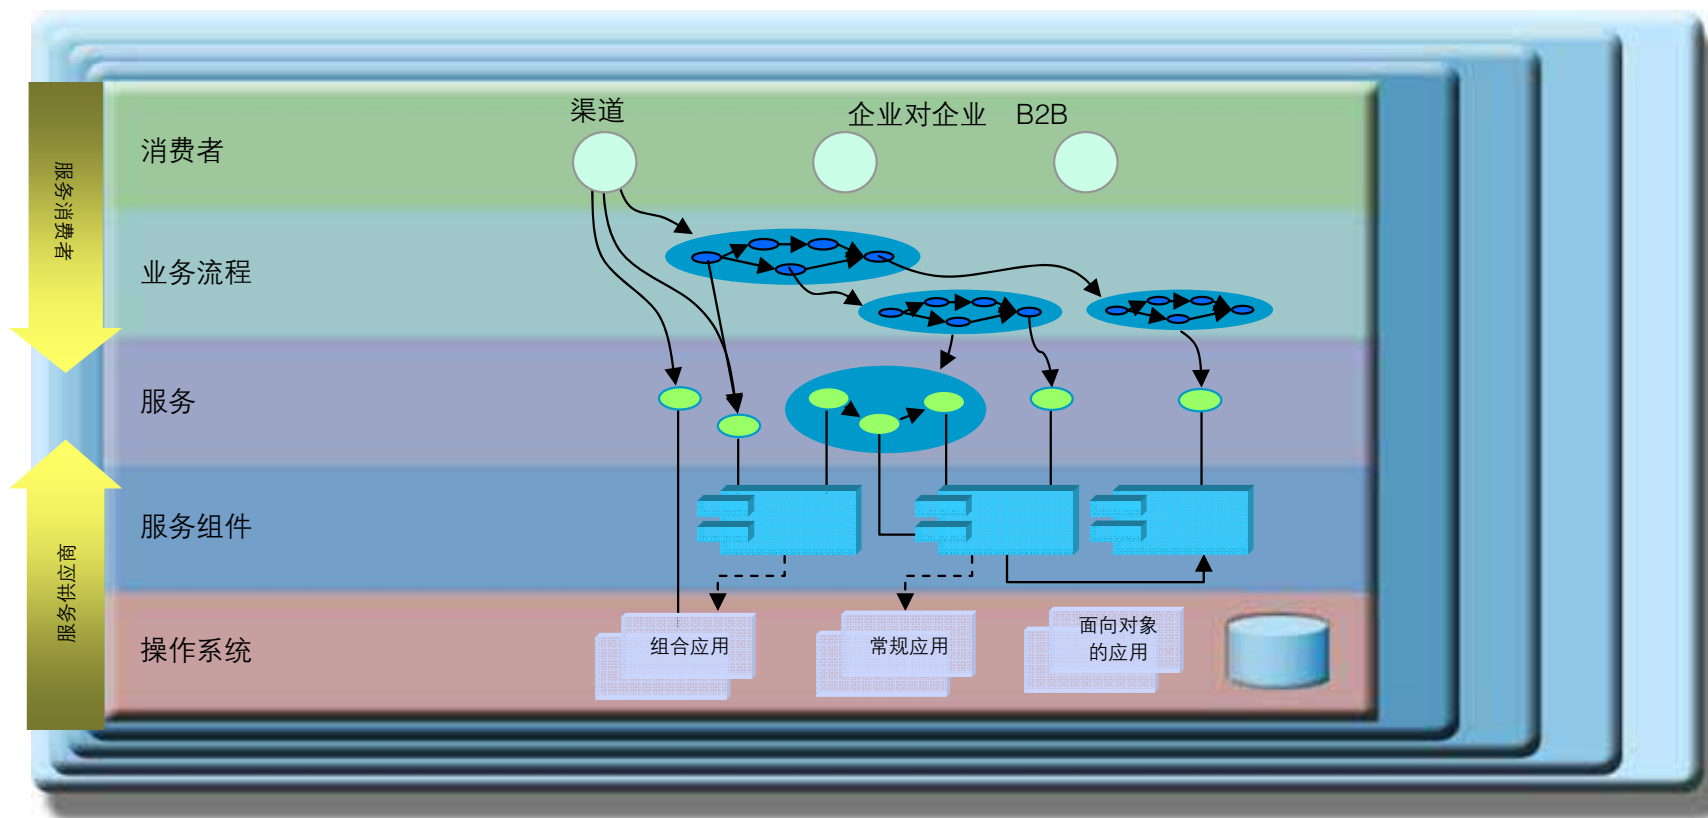 渠道
企业对企业 B2B
消费者
服务消费者
业务流程
服务
服务组件
服务供应商
操作系统
组合应用
常规应用
面向对象
的应用